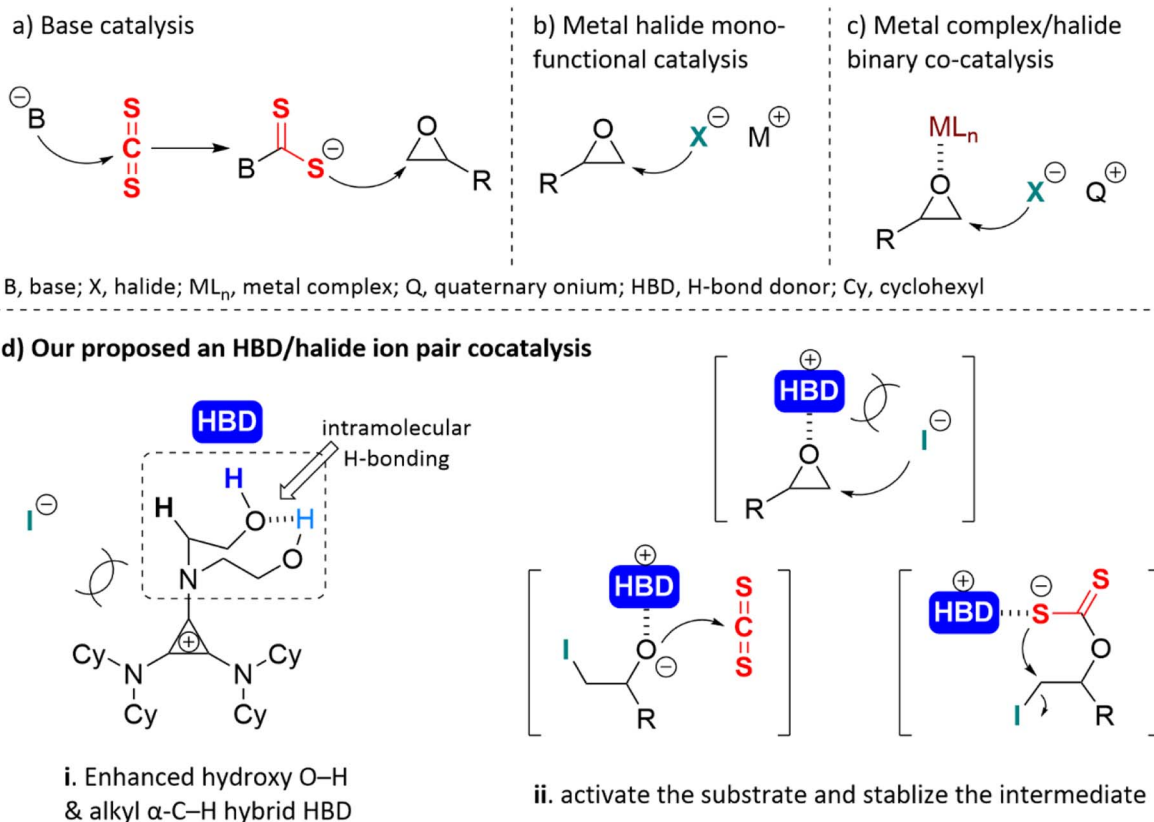 a) Base catalysis
b) Metal halide mono-
functional catalysis
c) Metal complex/halide
binary co-catalysis
⊖
B
S
C
S
S
B
S
⊖
O
R
O
R
X
⊖
M
⊕
MLn
O
R
X
⊖
Q
⊕
B, base; X, halide; MLn, metal complex; Q, quaternary onium; HBD, H-bond donor; Cy, cyclohexyl
d) Our proposed an HBD/halide ion pair cocatalysis
HBD
intramolecular
H-bonding
I
⊖
H
H
O
H
O
N
⊕
Cy
N
Cy
Cy
N
Cy
i. Enhanced hydroxy O–H
& alkyl α-C–H hybrid HBD
⊕
HBD
O
R
I
⊖
⊕
HBD
O
⊖
I
R
S
C
S
⊕
HBD
⊖
S
S
O
I
R
ii. activate the substrate and stablize the intermediate